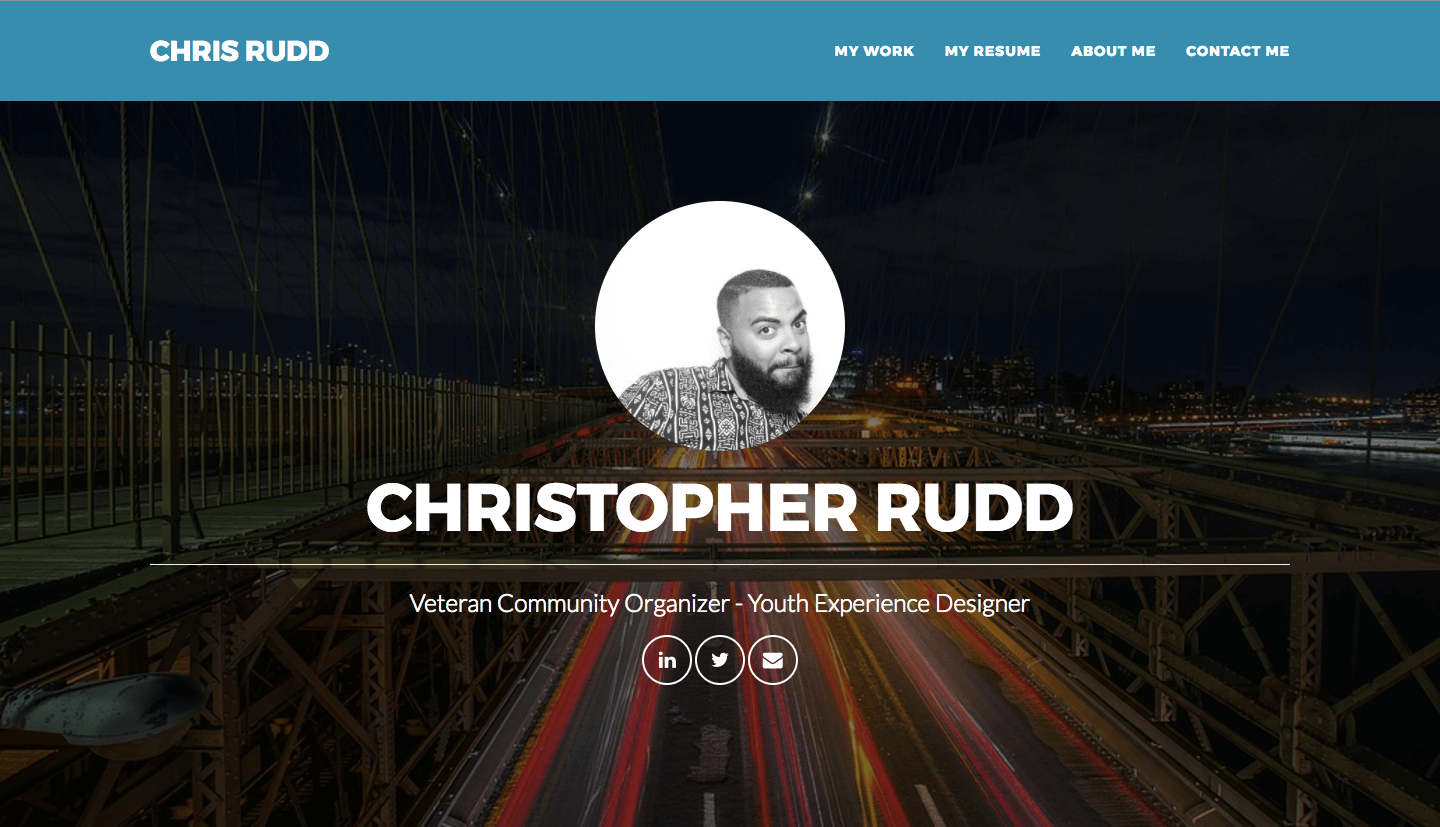 CHRIS RUDD
MY WORK MY RESUME ABOUT ME CONTACT ME
CHRISTOPHER RUDD
Veteran Community Organizer - Youth Experience Designer
in